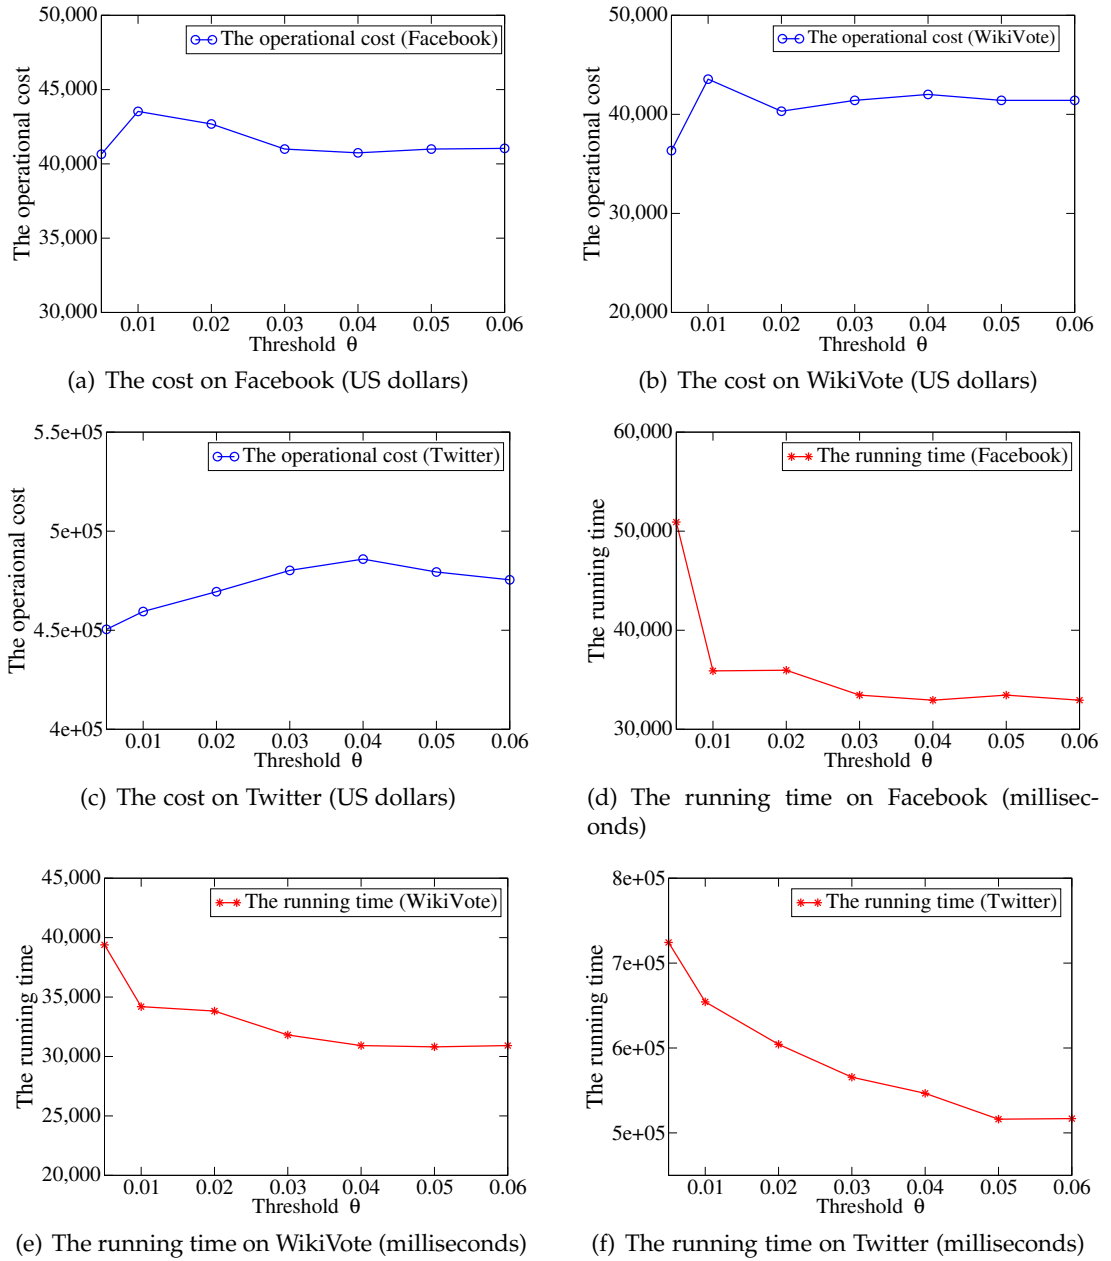 50,000
45,000
40,000
35,000
30,000
The operational cost
The operational cost (Facebook)
0.01 0.02 0.03 0.04 0.05 0.06
Threshold θ
(a) The cost on Facebook (US dollars)
50,000
40,000
30,000
20,000
The operational cost
The operational cost (WikiVote)
0.01 0.02 0.03 0.04 0.05 0.06
Threshold θ
(b) The cost on WikiVote (US dollars)
5.5e+05
5e+05
4.5e+05
4e+05
The operaional cost
The operational cost (Twitter)
0.01 0.02 0.03 0.04 0.05 0.06
Threshold θ
(c) The cost on Twitter (US dollars)
60,000
50,000
40,000
30,000
The running time
The running time (Facebook)
0.01 0.02 0.03 0.04 0.05 0.06
Threshold θ
(d) The running time on Facebook (millisec-
onds)
45,000
40,000
35,000
30,000
25,000
20,000
The running time
The running time (WikiVote)
0.01 0.02 0.03 0.04 0.05 0.06
Threshold θ
(e) The running time on WikiVote (milliseconds)
8e+05
7e+05
6e+05
5e+05
The running time
The running time (Twitter)
0.01 0.02 0.03 0.04 0.05 0.06
Threshold θ
(f) The running time on Twitter (milliseconds)